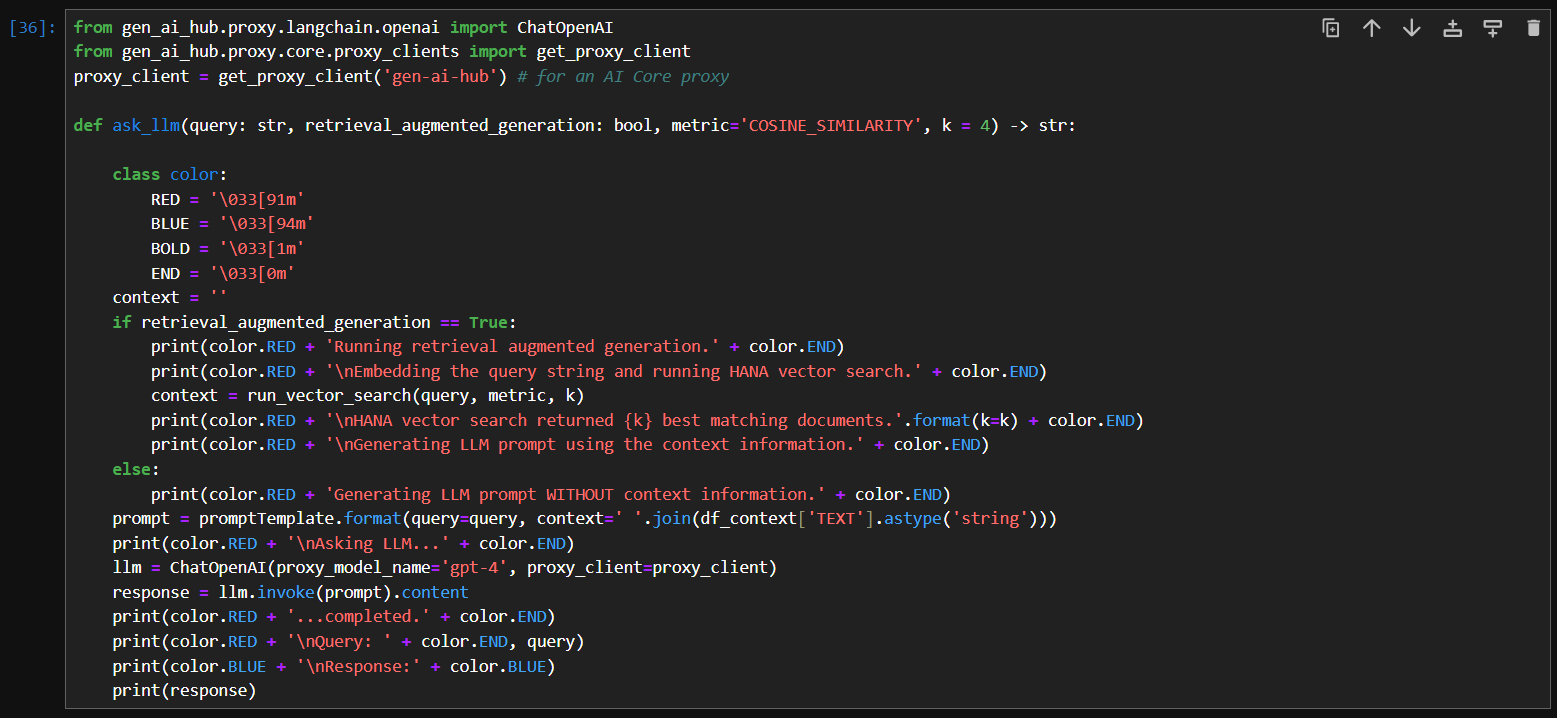 [36]: from gen_ai_hub.proxy.langchain.openai import ChatOpenAI
from gen_ai_hub.proxy.core.proxy_clients import get_proxy_client
proxy_client = get_proxy_client('gen-ai-hub') # for an AI Core proxy

def ask_llm(query: str, retrieval_augmented_generation: bool, metric='COSINE_SIMILARITY', k = 4) -> str:

    class color:
        RED = '\033[91m'
        BLUE = '\033[94m'
        BOLD = '\033[1m'
        END = '\033[0m'
    context = ''
    if retrieval_augmented_generation == True:
        print(color.RED + 'Running retrieval augmented generation.' + color.END)
        print(color.RED + '\nEmbedding the query string and running HANA vector search.' + color.END)
        context = run_vector_search(query, metric, k)
        print(color.RED + '\nHANA vector search returned {k} best matching documents.'.format(k=k) + color.END)
        print(color.RED + '\nGenerating LLM prompt using the context information.' + color.END)
    else:
        print(color.RED + 'Generating LLM prompt WITHOUT context information.' + color.END)
    prompt = promptTemplate.format(query=query, context=' '.join(df_context['TEXT'].astype('string')))
    print(color.RED + '\nAsking LLM...' + color.END)
    llm = ChatOpenAI(proxy_model_name='gpt-4', proxy_client=proxy_client)
    response = llm.invoke(prompt).content
    print(color.RED + '...completed.' + color.END)
    print(color.RED + '\nQuery: ' + color.END, query)
    print(color.BLUE + '\nResponse:' + color.BLUE)
    print(response)